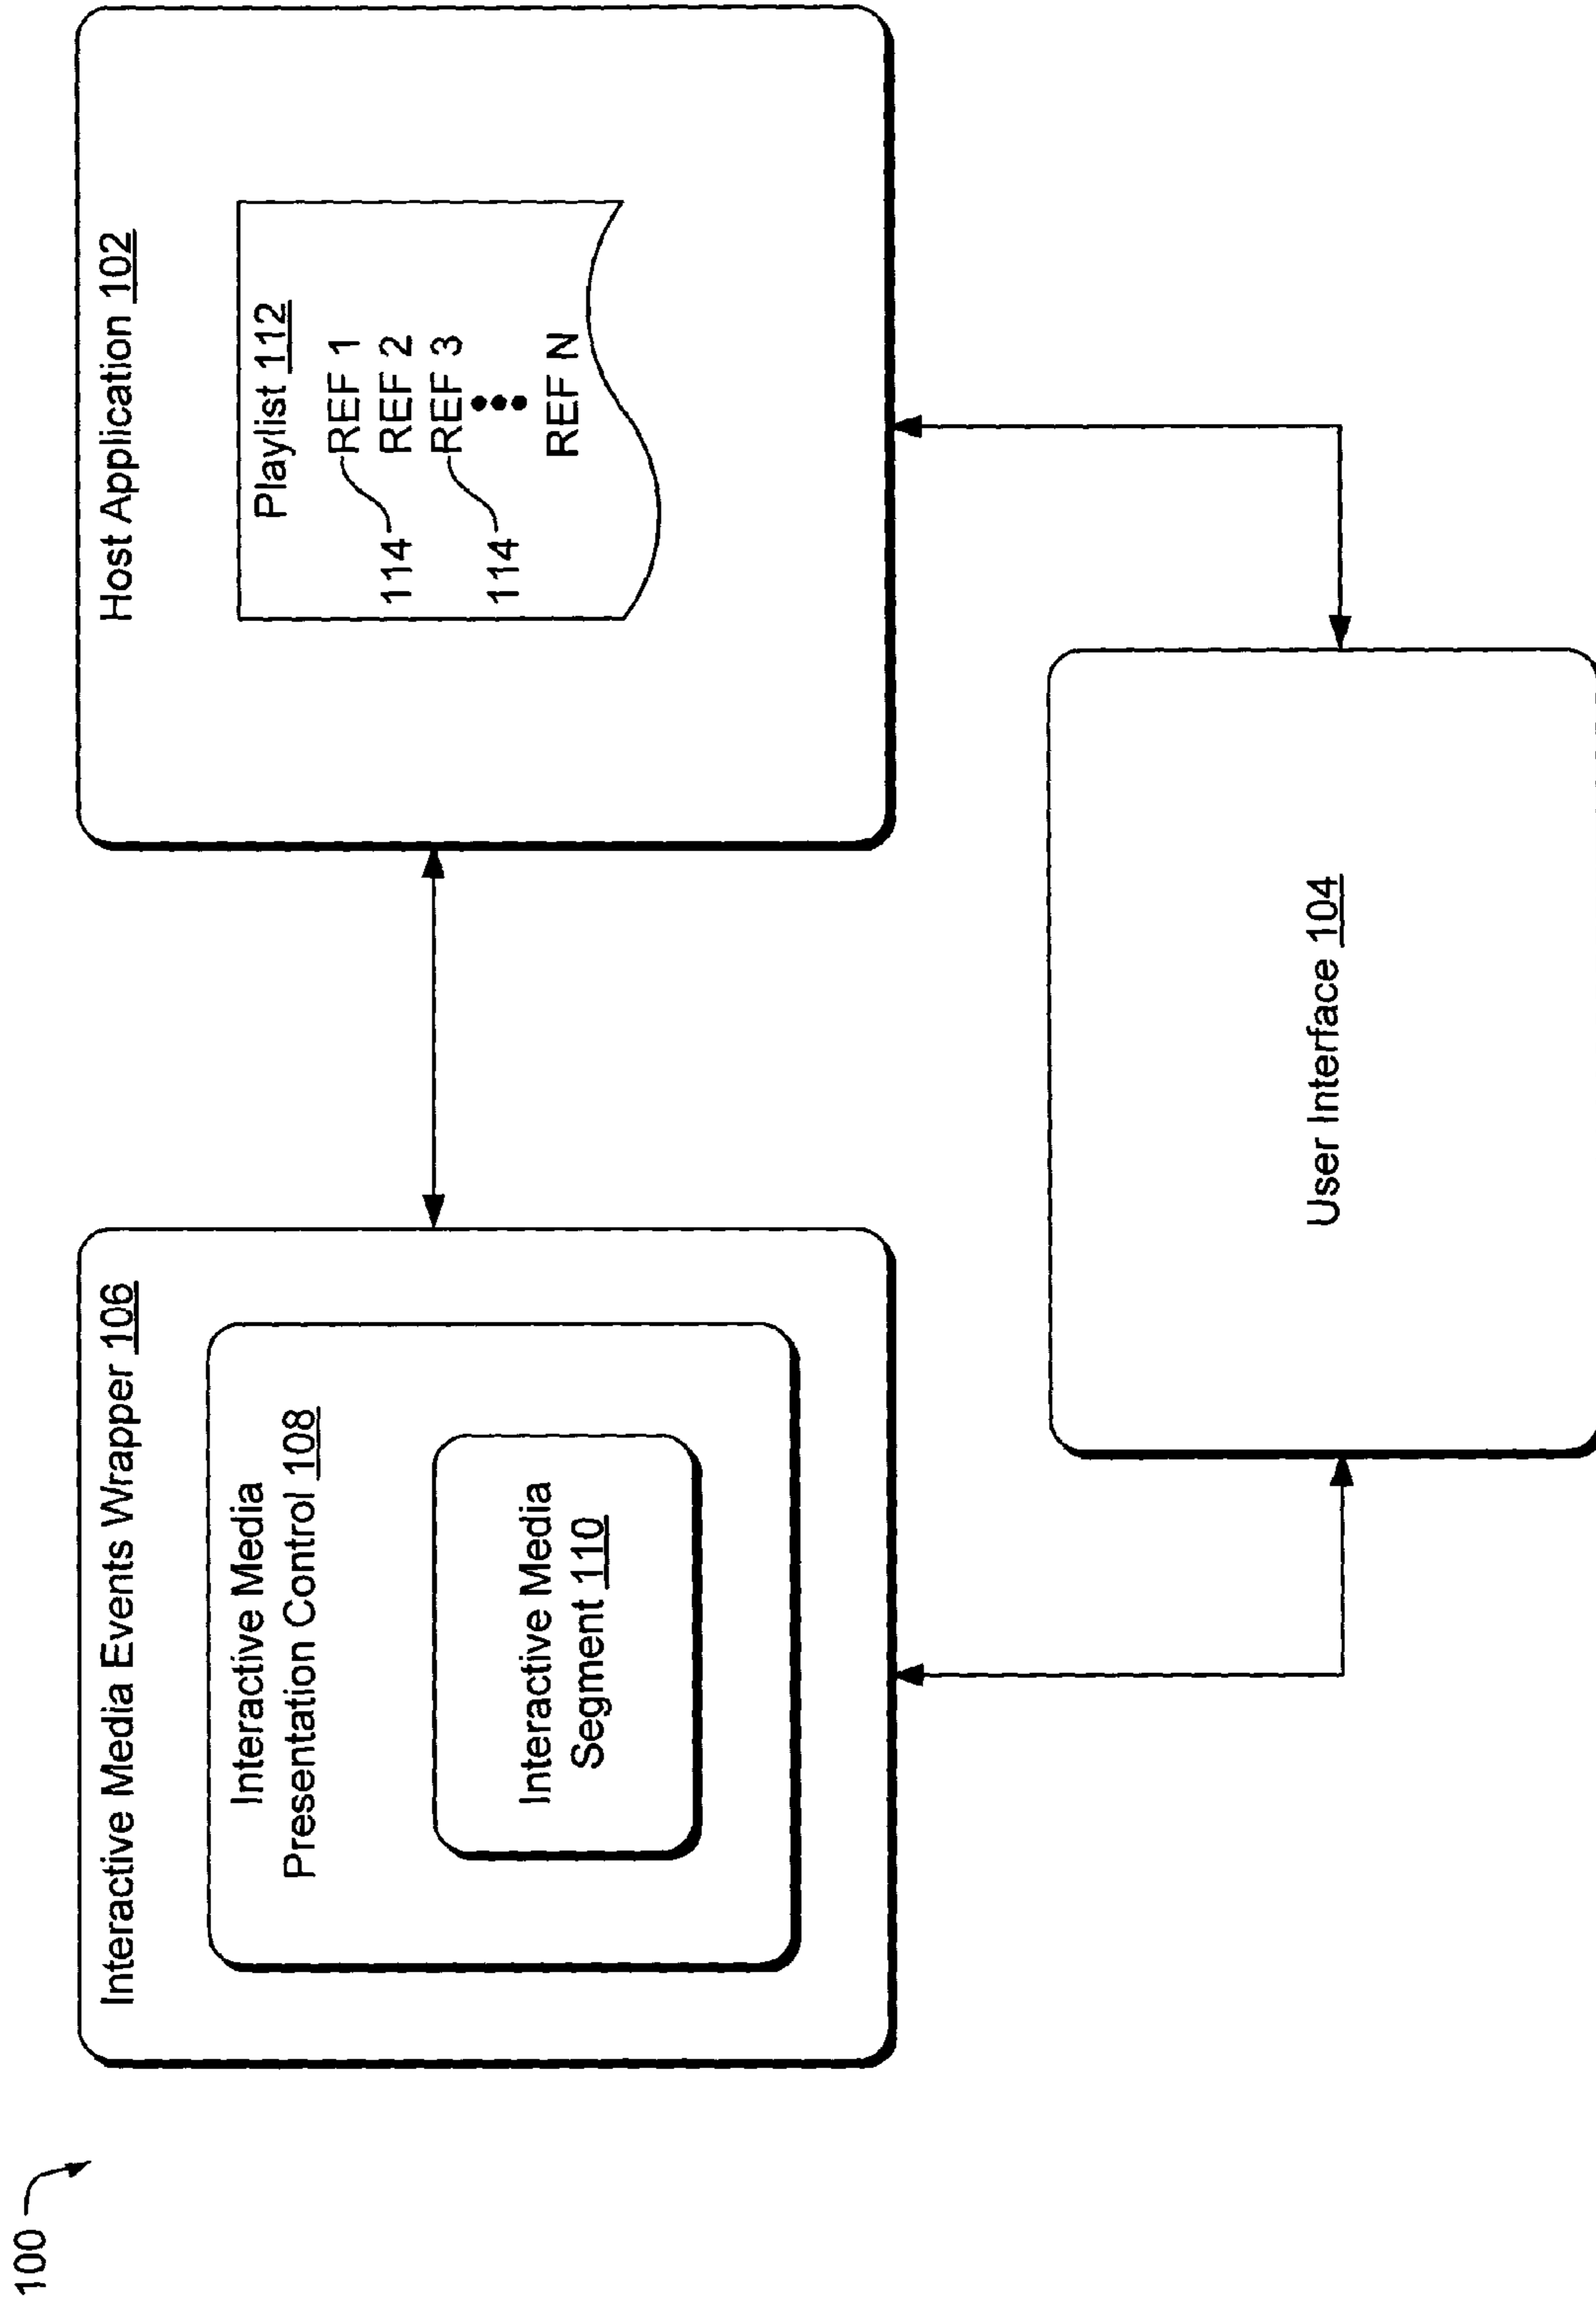 100
Interactive Media Events Wrapper 106
Interactive Media
Presentation Control 108
Interactive Media
Segment 110
Host Application 102
Playlist 112
REF 1
REF 2
REF 3
REF N
114
114
User Interface 104